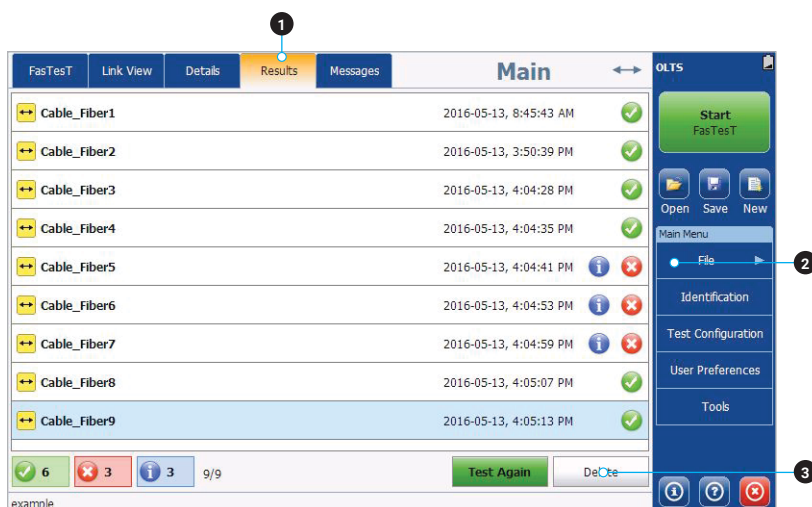 1
FasTesT Link View Details Results Messages Main OLTS
Cable_Fiber1 2016-05-13, 8:45:43 AM
Start
FasTesT
Cable_Fiber2 2016-05-13, 3:50:39 PM
Cable_Fiber3 2016-05-13, 4:04:28 PM
Open Save New
Cable_Fiber4 2016-05-13, 4:04:35 PM
Main Menu
Cable_Fiber5 2016-05-13, 4:04:41 PM
File 2
Cable_Fiber6 2016-05-13, 4:04:53 PM
Identification
Cable_Fiber7 2016-05-13, 4:04:59 PM
Test Configuration
Cable_Fiber8 2016-05-13, 4:05:07 PM
User Preferences
Cable_Fiber9 2016-05-13, 4:05:13 PM
Tools
6 3 3 9/9 Test Again Delete 3
example